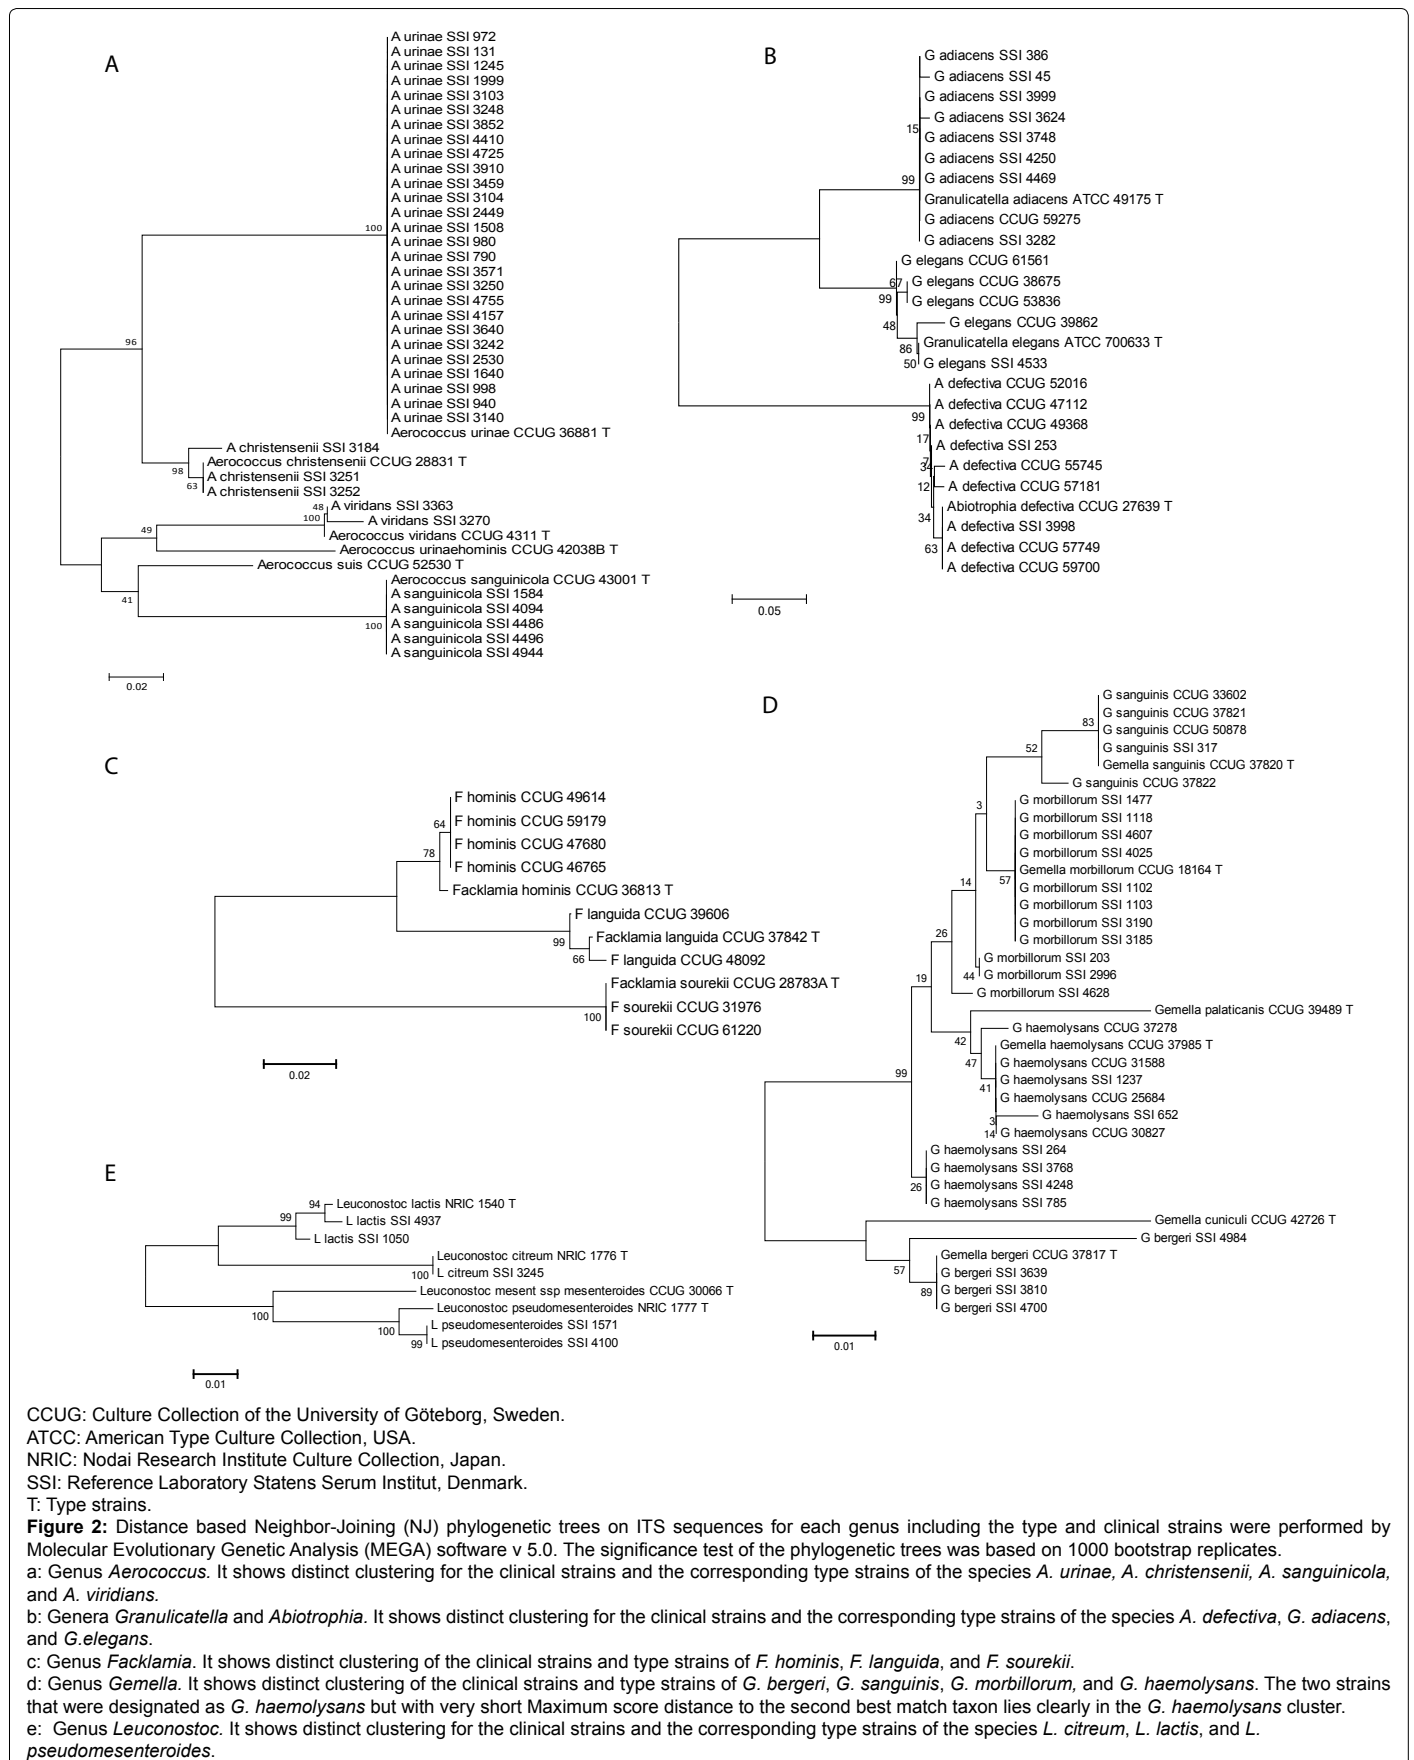 A
A urinae SSI 972
A urinae SSI 131
A urinae SSI 1245
A urinae SSI 1999
A urinae SSI 3103
A urinae SSI 3248
A urinae SSI 3852
A urinae SSI 4410
A urinae SSI 4725
A urinae SSI 3910
A urinae SSI 3459
A urinae SSI 3104
A urinae SSI 2449
A urinae SSI 1508
A urinae SSI 980
A urinae SSI 790
A urinae SSI 3571
A urinae SSI 3250
A urinae SSI 4755
A urinae SSI 4157
A urinae SSI 3640
A urinae SSI 3242
A urinae SSI 2530
A urinae SSI 1640
A urinae SSI 998
A urinae SSI 940
A urinae SSI 3140
Aerococcus urinae CCUG 36881 T
A christensenii SSI 3184
Aerococcus christensenii CCUG 28831 T
A christensenii SSI 3251
A christensenii SSI 3252
A viridans SSI 3363
A viridans SSI 3270
Aerococcus viridans CCUG 4311 T
Aerococcus urinaehominis CCUG 42038B T
Aerococcus suis CCUG 52530 T
Aerococcus sanguinicola CCUG 43001 T
A sanguinicola SSI 1584
A sanguinicola SSI 4094
A sanguinicola SSI 4486
A sanguinicola SSI 4496
A sanguinicola SSI 4944
100
96
98
63
48
100
49
41
100
0.02
B
G adiacens SSI 386
G adiacens SSI 45
G adiacens SSI 3999
G adiacens SSI 3624
G adiacens SSI 3748
G adiacens SSI 4250
G adiacens SSI 4469
Granulicatella adiacens ATCC 49175 T
G adiacens CCUG 59275
G adiacens SSI 3282
G elegans CCUG 61561
G elegans CCUG 38675
G elegans CCUG 53836
G elegans CCUG 39862
Granulicatella elegans ATCC 700633 T
G elegans SSI 4533
A defectiva CCUG 52016
A defectiva CCUG 47112
A defectiva CCUG 49368
A defectiva SSI 253
A defectiva CCUG 55745
A defectiva CCUG 57181
Abiotrophia defectiva CCUG 27639 T
A defectiva SSI 3998
A defectiva CCUG 57749
A defectiva CCUG 59700
15
99
67
99
48
86
50
99
17
7
34
12
34
63
0.05
C
F hominis CCUG 49614
F hominis CCUG 59179
F hominis CCUG 47680
F hominis CCUG 46765
Facklamia hominis CCUG 36813 T
F languida CCUG 39606
Facklamia languida CCUG 37842 T
F languida CCUG 48092
Facklamia sourekii CCUG 28783A T
F sourekii CCUG 31976
F sourekii CCUG 61220
64
78
99
66
100
0.02
D
G sanguinis CCUG 33602
G sanguinis CCUG 37821
G sanguinis CCUG 50878
G sanguinis SSI 317
Gemella sanguinis CCUG 37820 T
G sanguinis CCUG 37822
G morbillorum SSI 1477
G morbillorum SSI 1118
G morbillorum SSI 4607
G morbillorum SSI 4025
Gemella morbillorum CCUG 18164 T
G morbillorum SSI 1102
G morbillorum SSI 1103
G morbillorum SSI 3190
G morbillorum SSI 3185
G morbillorum SSI 203
G morbillorum SSI 2996
G morbillorum SSI 4628
Gemella palaticanis CCUG 39489 T
G haemolysans CCUG 37278
Gemella haemolysans CCUG 37985 T
G haemolysans CCUG 31588
G haemolysans SSI 1237
G haemolysans CCUG 25684
G haemolysans SSI 652
G haemolysans CCUG 30827
G haemolysans SSI 264
G haemolysans SSI 3768
G haemolysans SSI 4248
G haemolysans SSI 785
Gemella cuniculi CCUG 42726 T
G bergeri SSI 4984
Gemella bergeri CCUG 37817 T
G bergeri SSI 3639
G bergeri SSI 3810
G bergeri SSI 4700
83
52
3
57
14
44
26
19
42
47
41
3
14
99
26
57
89
0.01
E
Leuconostoc lactis NRIC 1540 T
L lactis SSI 4937
L lactis SSI 1050
Leuconostoc citreum NRIC 1776 T
L citreum SSI 3245
Leuconostoc mesent ssp mesenteroides CCUG 30066 T
Leuconostoc pseudomesenteroides NRIC 1777 T
L pseudomesenteroides SSI 1571
L pseudomesenteroides SSI 4100
94
99
100
100
100
99
0.01
CCUG: Culture Collection of the University of Göteborg, Sweden.
ATCC: American Type Culture Collection, USA.
NRIC: Nodai Research Institute Culture Collection, Japan.
SSI: Reference Laboratory Statens Serum Institut, Denmark.
T: Type strains.
Figure 2: Distance based Neighbor-Joining (NJ) phylogenetic trees on ITS sequences for each genus including the type and clinical strains were performed by
Molecular Evolutionary Genetic Analysis (MEGA) software v 5.0. The significance test of the phylogenetic trees was based on 1000 bootstrap replicates.
a: Genus Aerococcus. It shows distinct clustering for the clinical strains and the corresponding type strains of the species A. urinae, A. christensenii, A. sanguinicola,
and A. viridians.
b: Genera Granulicatella and Abiotrophia. It shows distinct clustering for the clinical strains and the corresponding type strains of the species A. defectiva, G. adiacens,
and G.elegans.
c: Genus Facklamia. It shows distinct clustering of the clinical strains and type strains of F. hominis, F. languida, and F. sourekii.
d: Genus Gemella. It shows distinct clustering of the clinical strains and type strains of G. bergeri, G. sanguinis, G. morbillorum, and G. haemolysans. The two strains
that were designated as G. haemolysans but with very short Maximum score distance to the second best match taxon lies clearly in the G. haemolysans cluster.
e: Genus Leuconostoc. It shows distinct clustering for the clinical strains and the corresponding type strains of the species L. citreum, L. lactis, and L.
pseudomesenteroides.